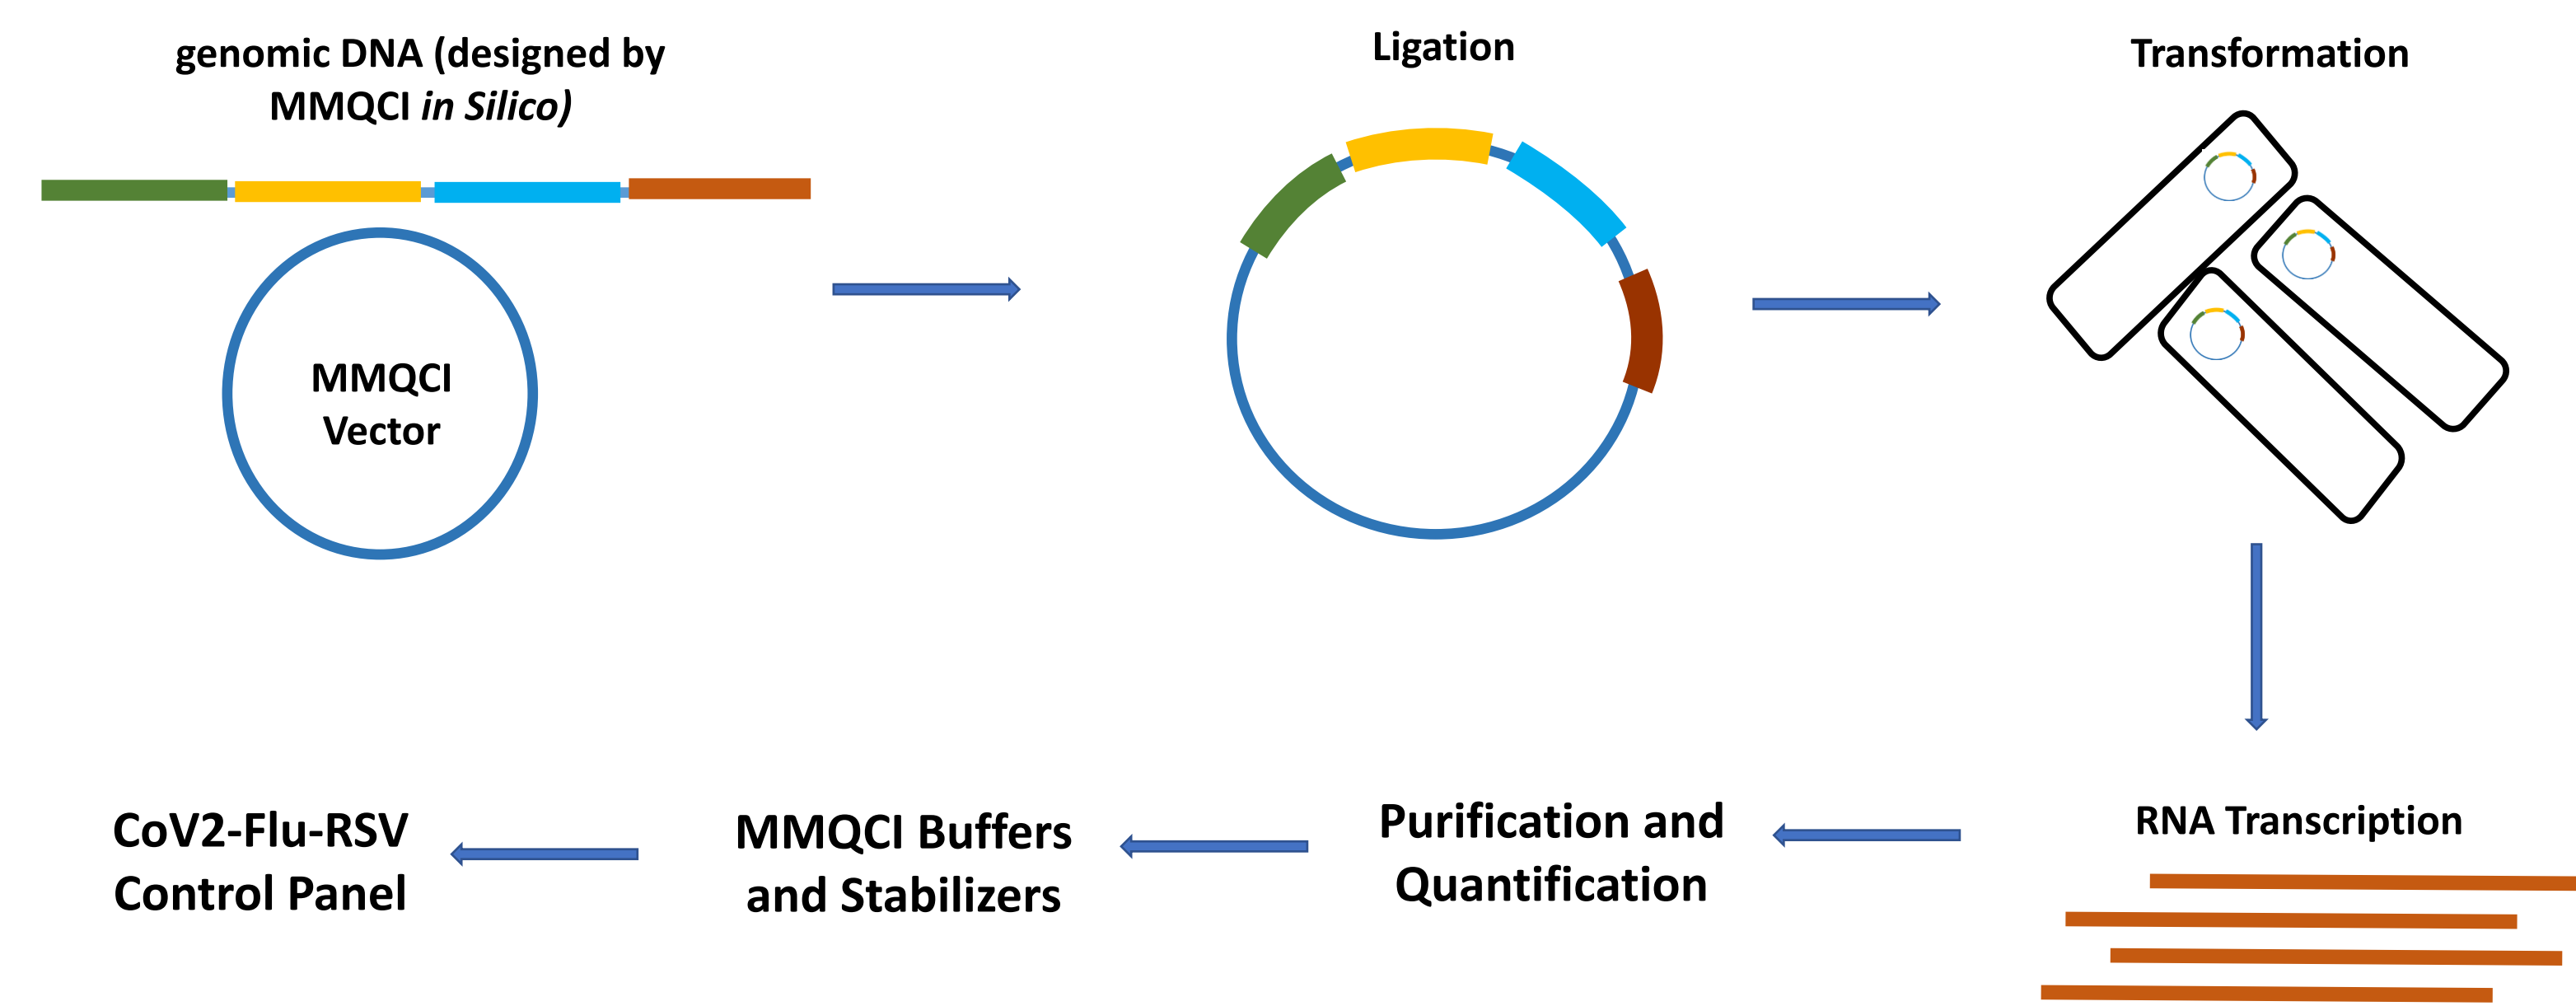 genomic DNA (designed by
MMQCI in Silico)
MMQCI
Vector
Ligation
Transformation
RNA Transcription
Purification and
Quantification
MMQCI Buffers
and Stabilizers
CoV2-Flu-RSV
Control Panel